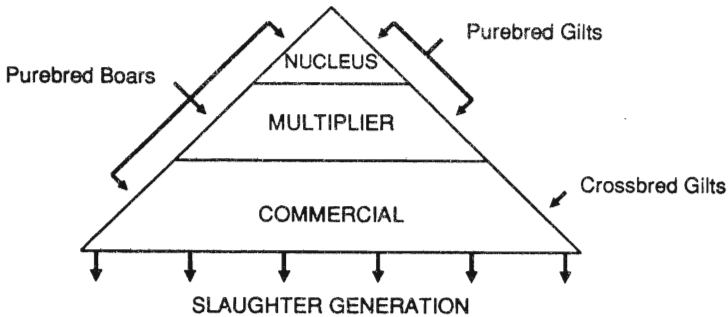 Purebred Gilts
NUCLEUS
Purebred Boars
MULTIPLIER
Crossbred Gilts
COMMERCIAL
SLAUGHTER GENERATION